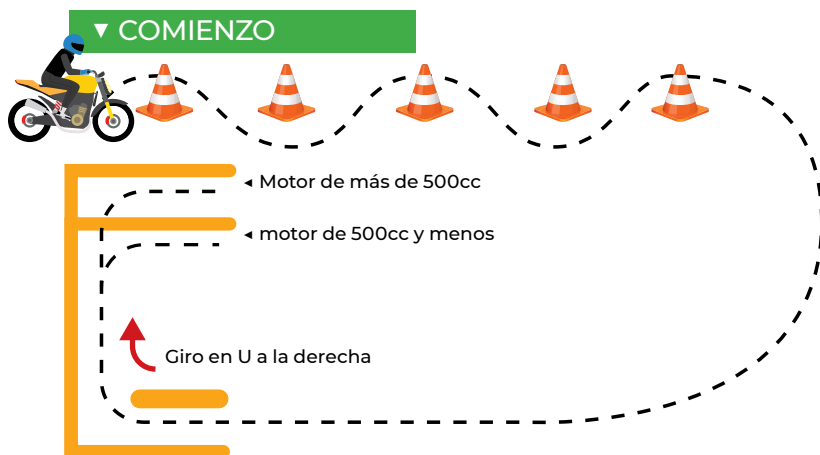 ▼ COMIENZO
◂ Motor de más de 500cc
◂ motor de 500cc y menos
Giro en U a la derecha